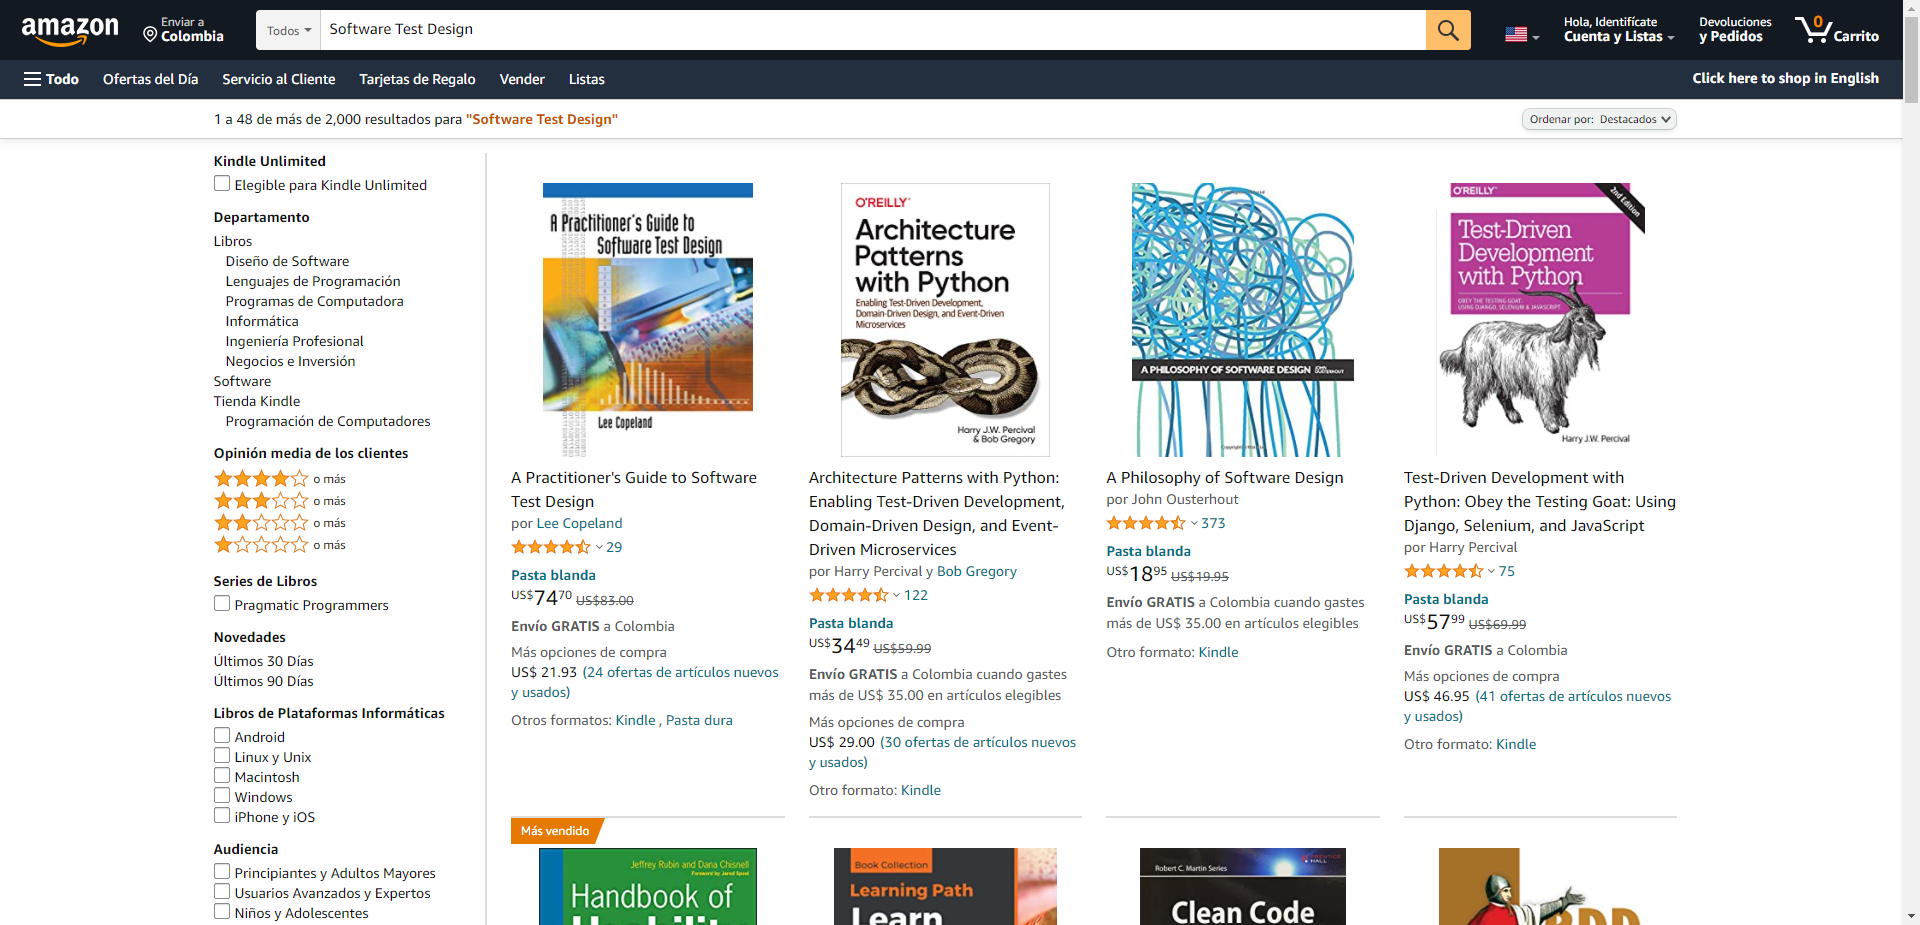 amazon
Enviar a
Colombia
Todos
Software Test Design
Hola, Identifícate
Cuenta y Listas
Devoluciones
y Pedidos
0
Carrito
Todo
Ofertas del Día
Servicio al Cliente
Tarjetas de Regalo
Vender
Listas
Click here to shop in English
1 a 48 de más de 2,000 resultados para "Software Test Design"
Ordenar por: Destacados
Kindle Unlimited
Elegible para Kindle Unlimited
Departamento
Libros
Diseño de Software
Lenguajes de Programación
Programas de Computadora
Informática
Ingeniería Profesional
Negocios e Inversión
Software
Tienda Kindle
Programación de Computadores
Opinión media de los clientes
o más
o más
o más
o más
Series de Libros
Pragmatic Programmers
Novedades
Últimos 30 Días
Últimos 90 Días
Libros de Plataformas Informáticas
Android
Linux y Unix
Macintosh
Windows
iPhone y iOS
Audiencia
Principiantes y Adultos Mayores
Usuarios Avanzados y Expertos
Niños y Adolescentes
A Practitioner's Guide to
Software Test Design
Lee Copeland
A Practitioner's Guide to Software
Test Design
por Lee Copeland
29
Pasta blanda
US$7470 US$83.00
Envío GRATIS a Colombia
Más opciones de compra
US$ 21.93 (24 ofertas de artículos nuevos
y usados)
Otros formatos: Kindle , Pasta dura
O'REILLY
Architecture
Patterns
with Python
Enabling Test-Driven Development,
Domain-Driven Design, and Event-Driven
Microservices
Harry J.W. Percival
& Bob Gregory
Architecture Patterns with Python:
Enabling Test-Driven Development,
Domain-Driven Design, and Event-
Driven Microservices
por Harry Percival y Bob Gregory
122
Pasta blanda
US$3449 US$59.99
Envío GRATIS a Colombia cuando gastes
más de US$ 35.00 en artículos elegibles
Más opciones de compra
US$ 29.00 (30 ofertas de artículos nuevos
y usados)
Otro formato: Kindle
A PHILOSOPHY OF SOFTWARE DESIGN JOHN OUSTERHOUT
A Philosophy of Software Design
por John Ousterhout
373
Pasta blanda
US$1895 US$19.95
Envío GRATIS a Colombia cuando gastes
más de US$ 35.00 en artículos elegibles
Otro formato: Kindle
O'REILLY
2nd Edition
Test-Driven
Development
with Python
OBEY THE TESTING GOAT:
USING DJANGO, SELENIUM & JAVASCRIPT
Harry J.W. Percival
Test-Driven Development with
Python: Obey the Testing Goat: Using
Django, Selenium, and JavaScript
por Harry Percival
75
Pasta blanda
US$5799 US$69.99
Envío GRATIS a Colombia
Más opciones de compra
US$ 46.95 (41 ofertas de artículos nuevos
y usados)
Otro formato: Kindle
Más vendido
Jeffrey Rubin and Dana Chisnell
Foreword by Jared Spool
Handbook of
Book Collection
Learning Path
Learn
Robert C. Martin Series
PRENTICE
HALL
Clean Code
BDD